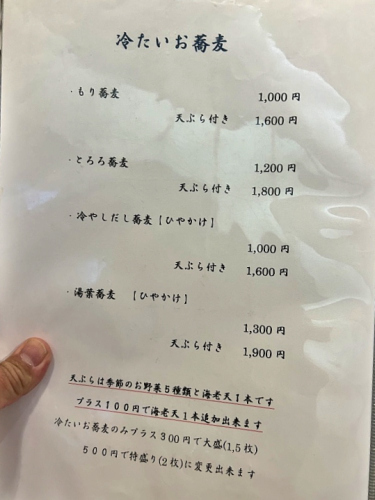 冷たいお蕎麦
・もり蕎麦
1,000 円
天ぷら付き 1,600 円
・とろろ蕎麦
1,200 円
天ぷら付き 1,800 円
・冷やしだし蕎麦【ひやかけ】
1,000 円
天ぷら付き 1,600 円
・湯葉蕎麦 【ひやかけ】
1,300 円
天ぷら付き 1,900 円
天ぷらは季節のお野菜5種類と海老天1本です
プラス100円で海老天1本追加出来ます
冷たいお蕎麦のみプラス300円で大盛(1,5枚)
500円で特盛り(2枚)に変更出来ます